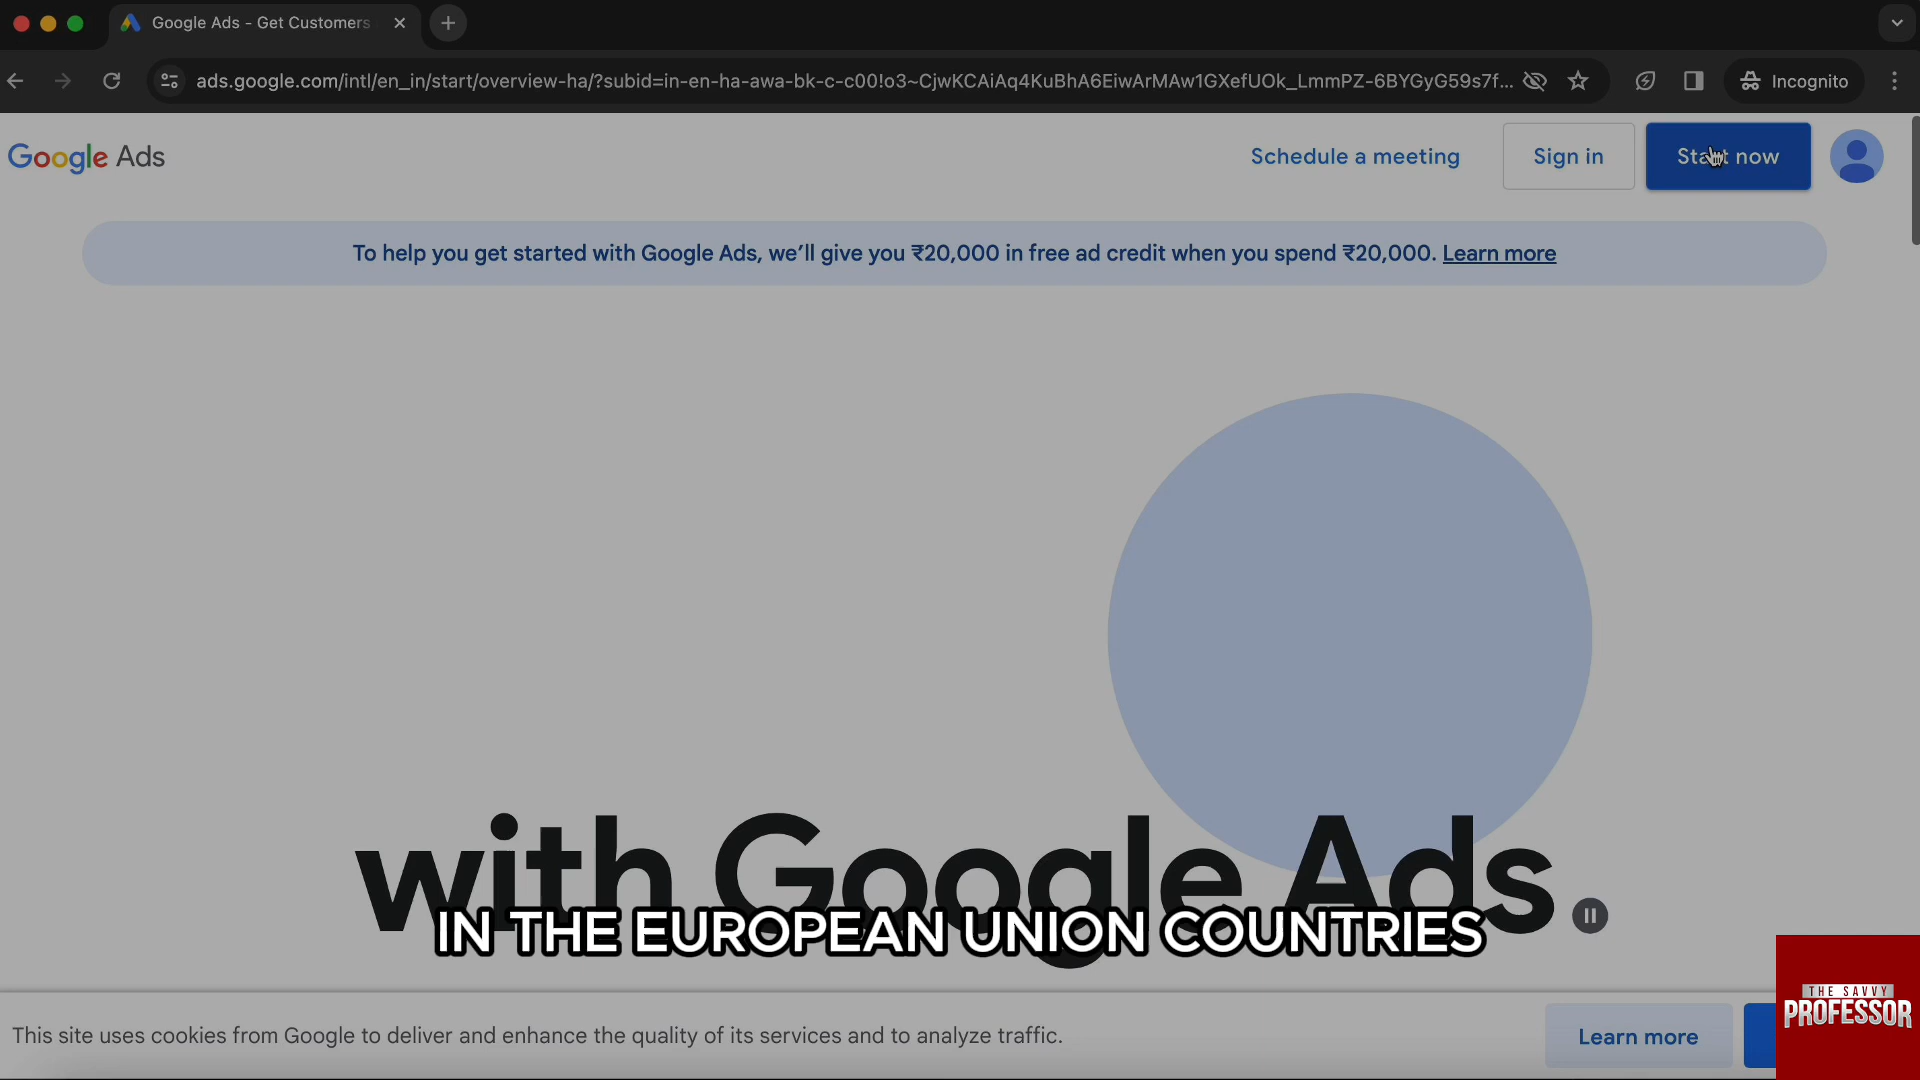 Google Ads - Get Customers
ads.google.com/intl/en_in/start/overview-ha/?subid=in-en-ha-awa-bk-c-c00!o3~CjwKCAiAq4KuBhA6EiwArMAw1GXefUOk_LmmPZ-6BYGyG59s7f...
Incognito
Google Ads
Schedule a meeting
Sign in
Start now
To help you get started with Google Ads, we'll give you ₹20,000 in free ad credit when you spend ₹20,000. Learn more
with Google Ads.
IN THE EUROPEAN UNION COUNTRIES
This site uses cookies from Google to deliver and enhance the quality of its services and to analyze traffic.
Learn more
THE SAVVY
PROFESSOR